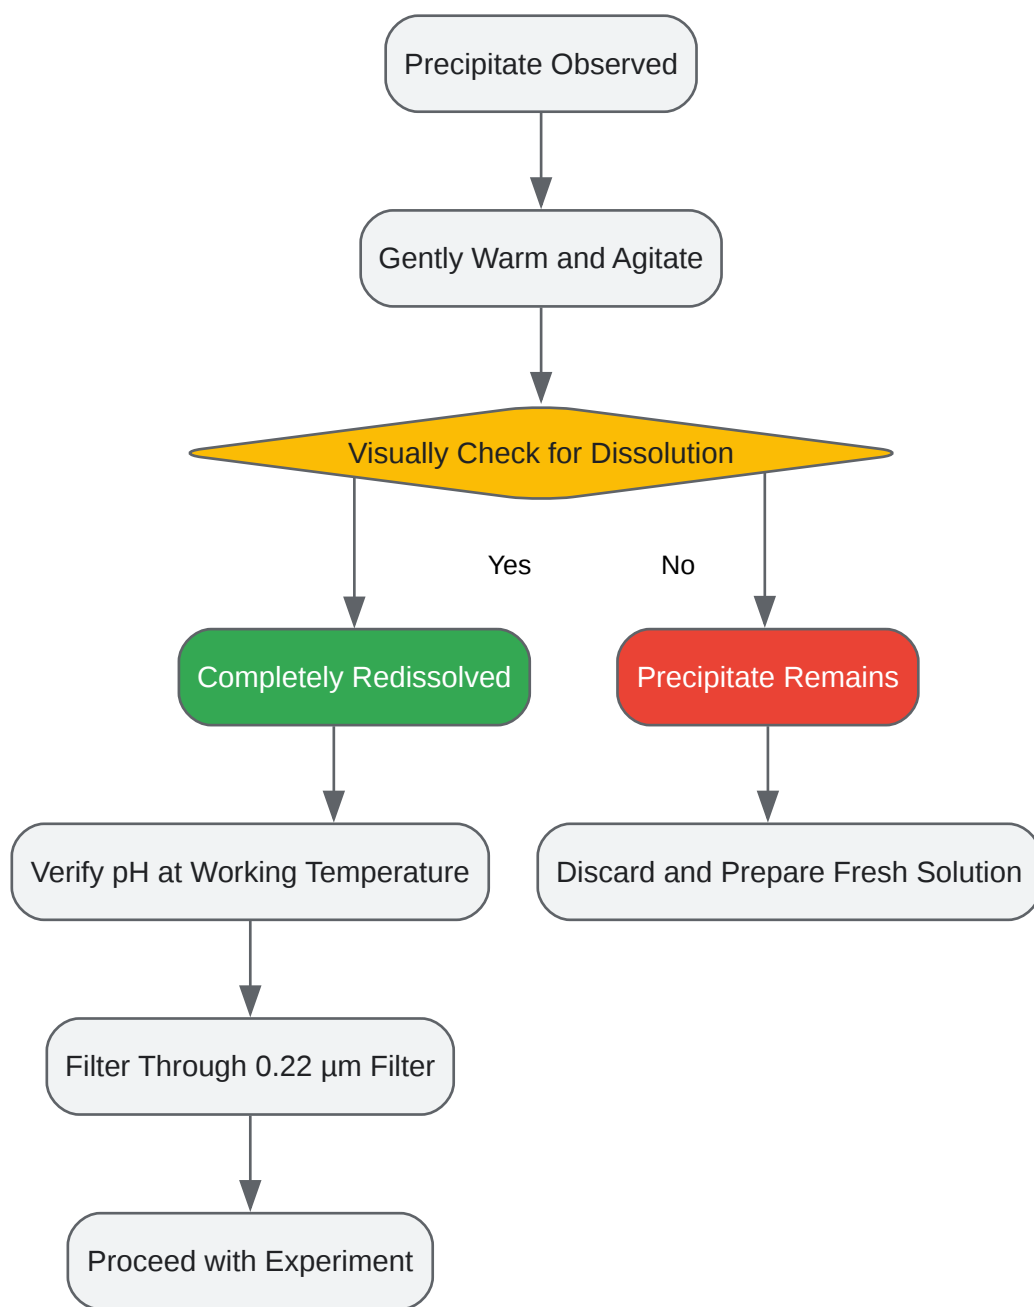 Precipitate Observed
Gently Warm and Agitate
Visually Check for Dissolution
Yes
No
Completely Redissolved
Precipitate Remains
Verify pH at Working Temperature
Discard and Prepare Fresh Solution
Filter Through 0.22 µm Filter
Proceed with Experiment